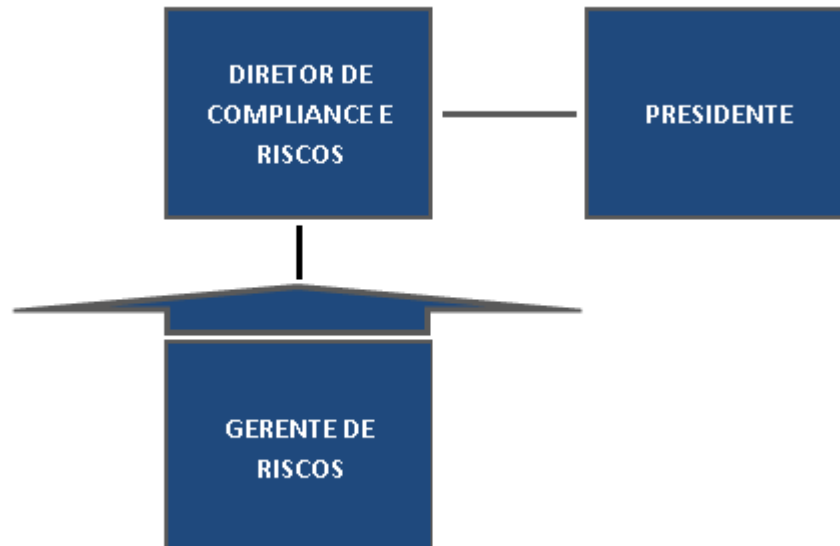 DIRETOR DE
COMPLIANCE E
RISCOS
PRESIDENTE
GERENTE DE
RISCOS